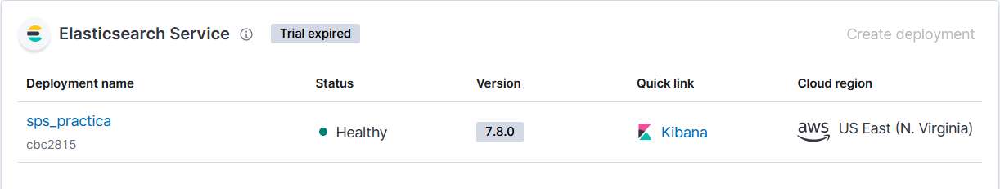 Elasticsearch Service Trial expired Create deployment
Deployment name Status Version Quick link Cloud region
sps_practica Healthy 7.8.0 Kibana aws US East (N. Virginia)
cbc2815